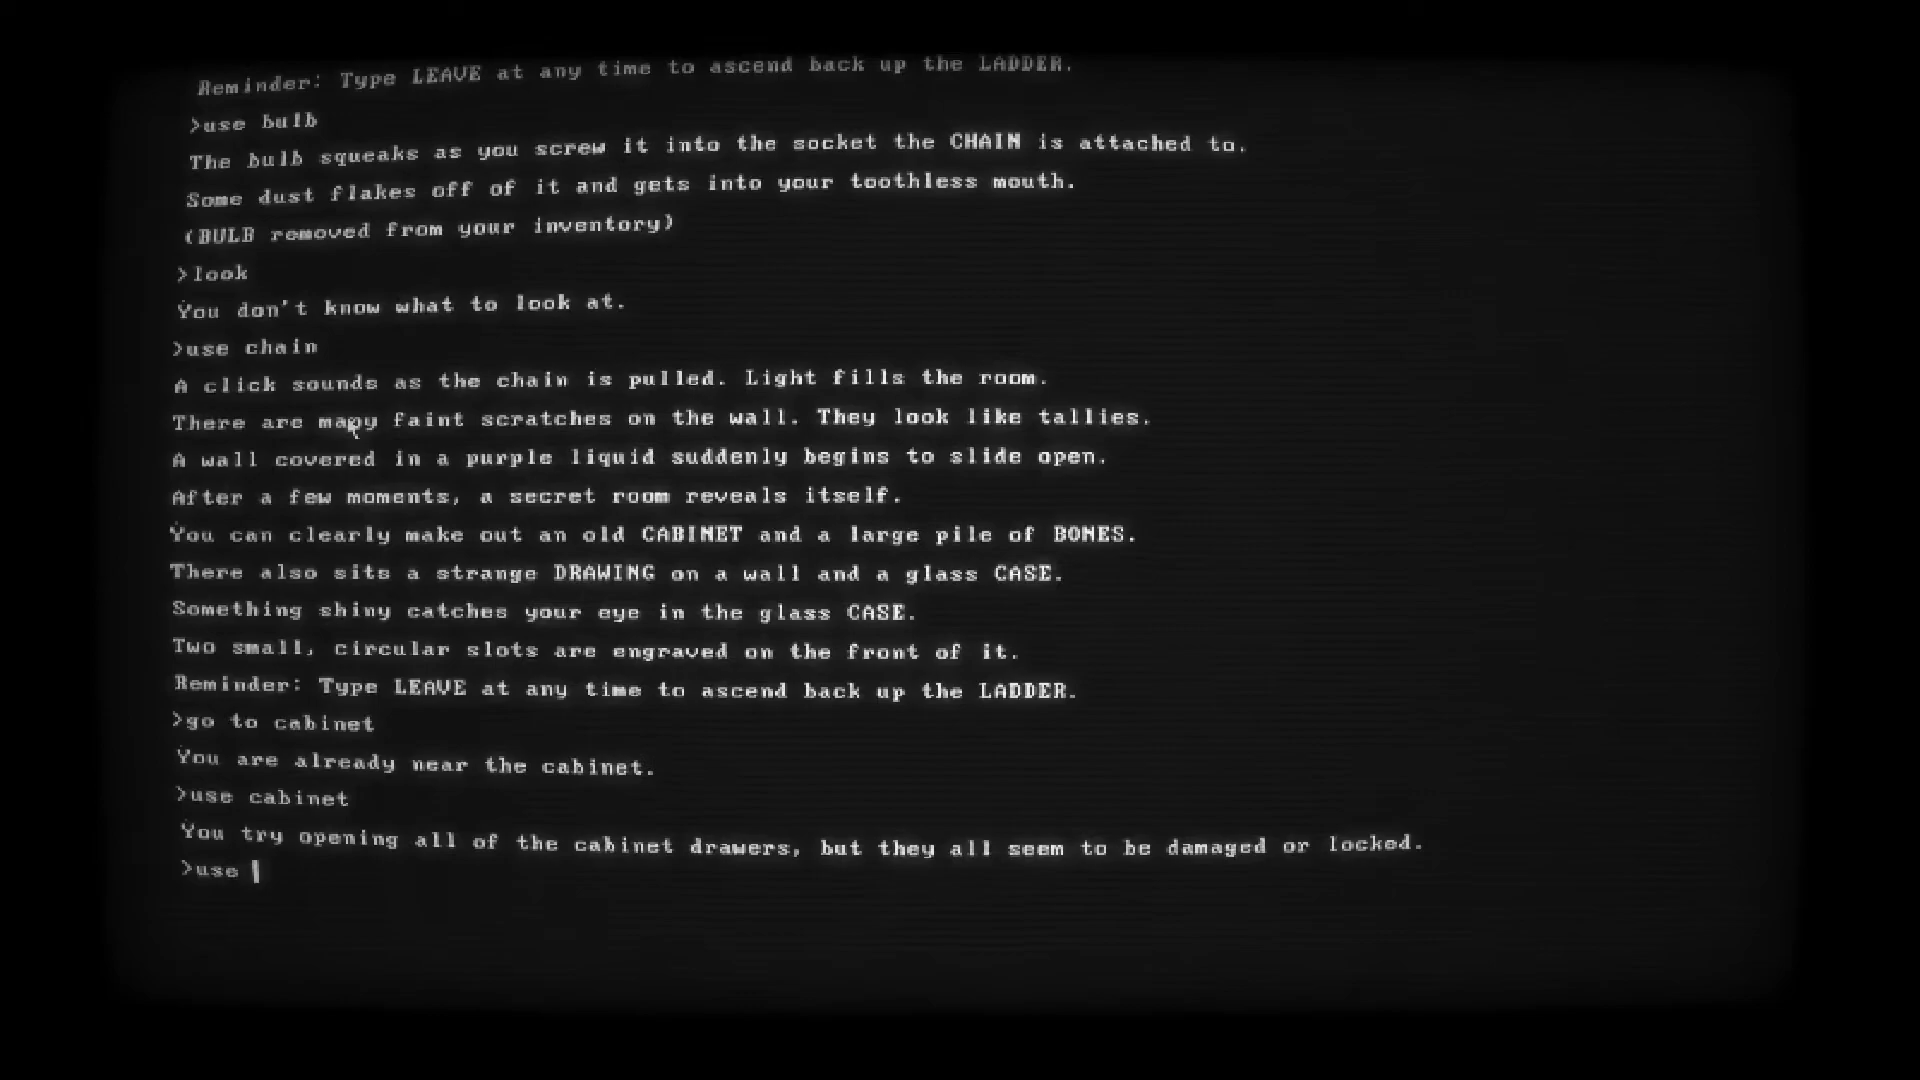 Reminder: Type LEAVE at any time to ascend back up the LADDER.
>use bulb
The bulb squeaks as you screw it into the socket the CHAIN is attached to.
Some dust flakes off of it and gets into your toothless mouth.
(BULB removed from your inventory)
>look
You don't know what to look at.
>use chain
A click sounds as the chain is pulled. Light fills the room.
There are many faint scratches on the wall. They look like tallies.
A wall covered in a purple liquid suddenly begins to slide open.
After a few moments, a secret room reveals itself.
You can clearly make out an old CABINET and a large pile of BONES.
There also sits a strange DRAWING on a wall and a glass CASE.
Something shiny catches your eye in the glass CASE.
Two small, circular slots are engraved on the front of it.
Reminder: Type LEAVE at any time to ascend back up the LADDER.
>go to cabinet
You are already near the cabinet.
>use cabinet
You try opening all of the cabinet drawers, but they all seem to be damaged or locked.
>use